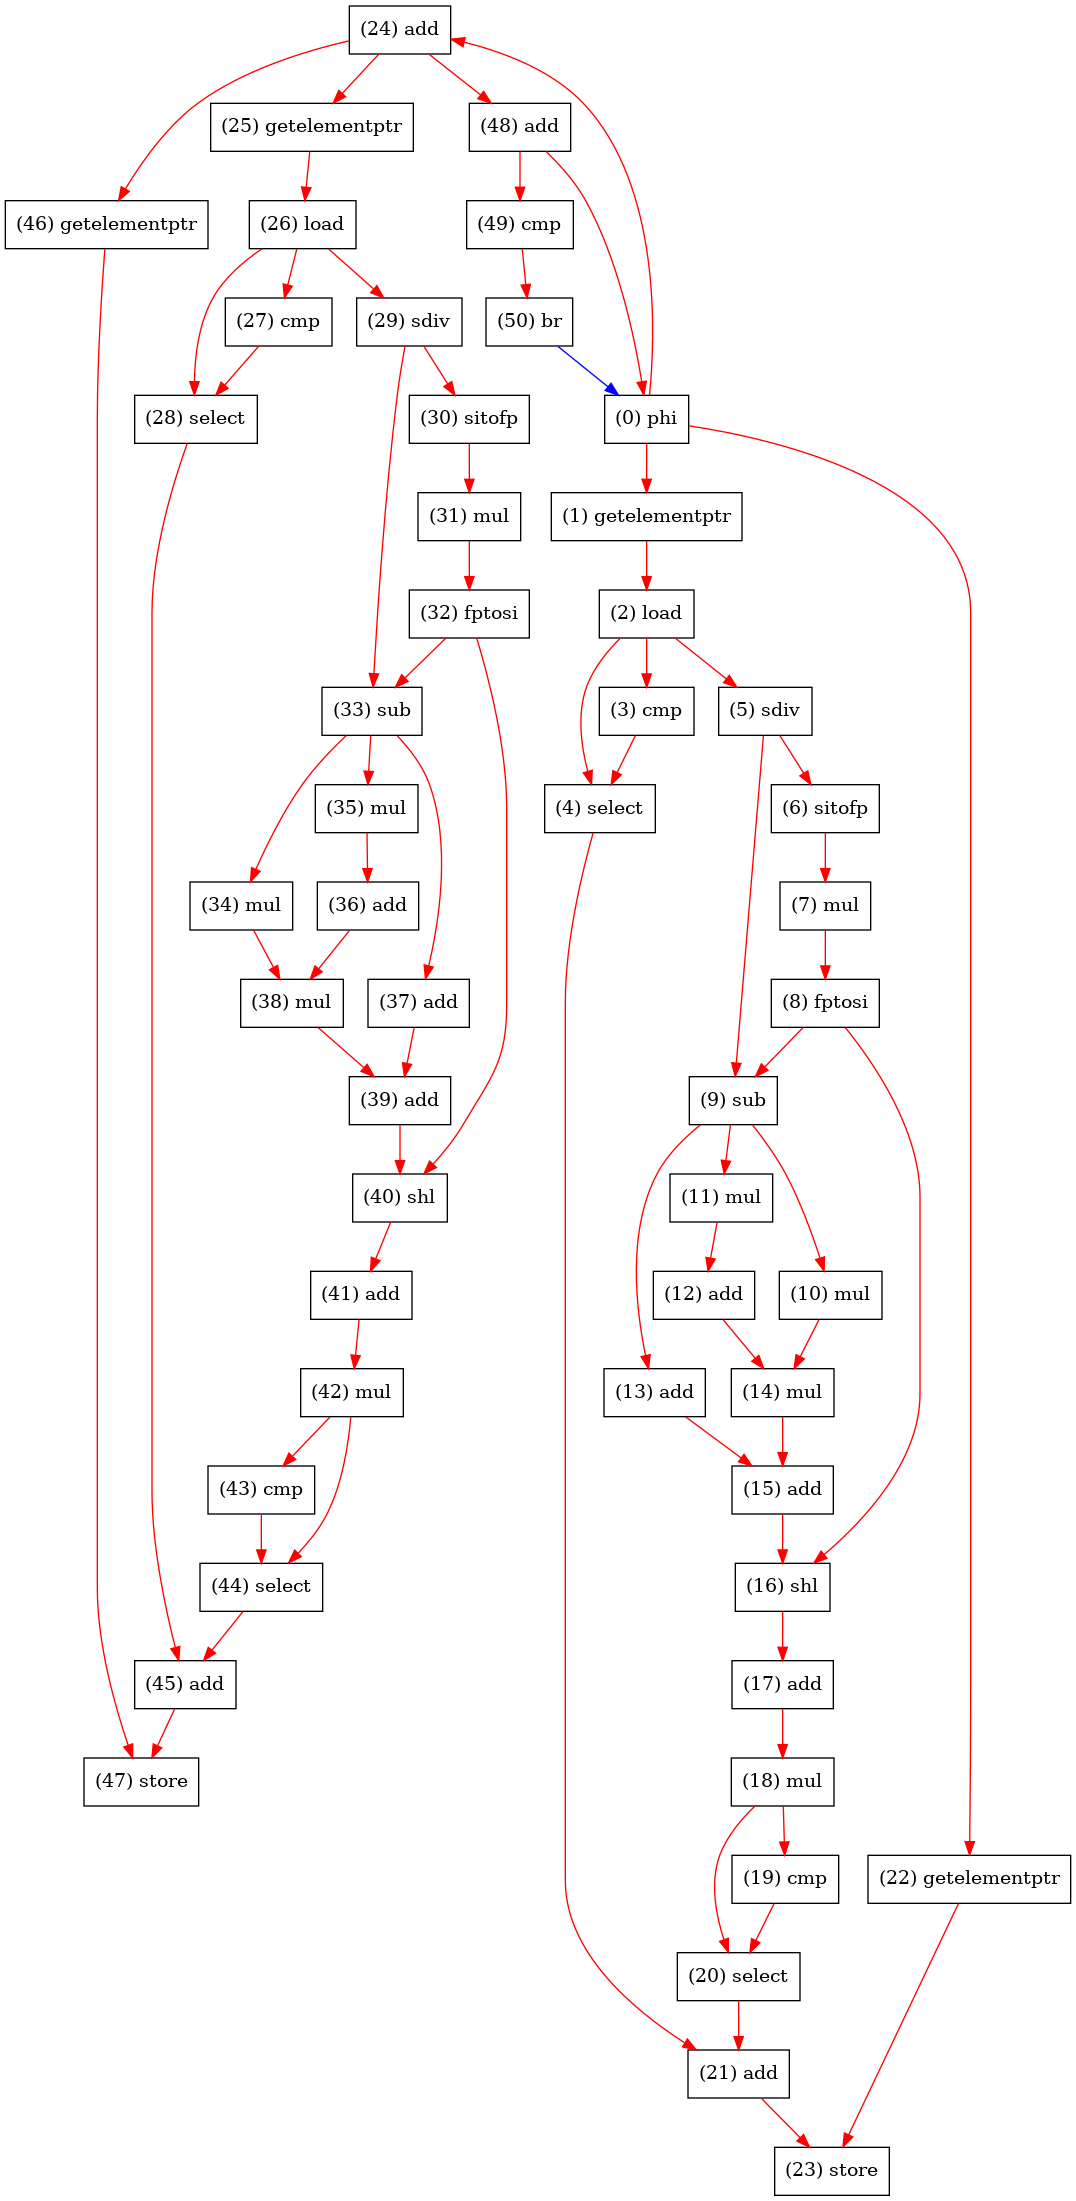 (24) add
(25) getelementptr
(48) add
(46) getelementptr
(26) load
(49) cmp
(27) cmp
(29) sdiv
(50) br
(28) select
(30) sitofp
(0) phi
(31) mul
(1) getelementptr
(32) fptosi
(2) load
(33) sub
(3) cmp
(5) sdiv
(35) mul
(4) select
(6) sitofp
(34) mul
(36) add
(7) mul
(38) mul
(37) add
(8) fptosi
(39) add
(9) sub
(40) shl
(11) mul
(41) add
(12) add
(10) mul
(42) mul
(13) add
(14) mul
(43) cmp
(15) add
(44) select
(16) shl
(45) add
(17) add
(47) store
(18) mul
(19) cmp
(22) getelementptr
(20) select
(21) add
(23) store